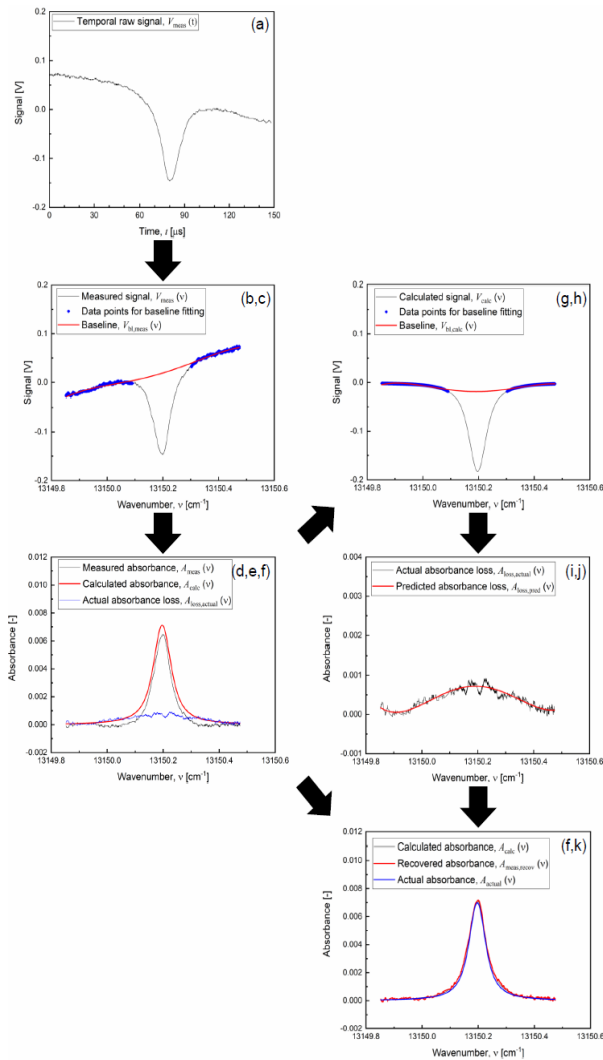 (a)
Temporal raw signal, Vmeas (t)
0.2
0.1
0.0
-0.1
-0.2
Signal [V]
0 30 60 90 120 150
Time, t [μs]
(b,c)
Measured signal, Vmeas (ν)
Data points for baseline fitting
Baseline, Vbl,meas (ν)
0.2
0.1
0.0
-0.1
-0.2
Signal [V]
13149.8 13150.0 13150.2 13150.4 13150.6
Wavenumber, ν [cm-1]
(g,h)
Calculated signal, Vcalc (ν)
Data points for baseline fitting
Baseline, Vbl,calc (ν)
0.2
0.1
0.0
-0.1
-0.2
Signal [V]
13149.8 13150.0 13150.2 13150.4 13150.6
Wavenumber, ν [cm-1]
(d,e,f)
Measured absorbance, Ameas (ν)
Calculated absorbance, Acalc (ν)
Actual absorbance loss, Aloss,actual (ν)
0.012
0.010
0.008
0.006
0.004
0.002
0.000
-0.002
Absorbance [-]
13149.8 13150.0 13150.2 13150.4 13150.6
Wavenumber, ν [cm-1]
(i,j)
Actual absorbance loss, Aloss,actual (ν)
Predicted absorbance loss, Aloss,pred (ν)
0.004
0.003
0.002
0.001
0.000
-0.001
Absorbance [-]
13149.8 13150.0 13150.2 13150.4 13150.6
Wavenumber, ν [cm-1]
(f,k)
Calculated absorbance, Acalc (ν)
Recovered absorbance, Ameas,recov (ν)
Actual absorbance, Aactual (ν)
0.012
0.010
0.008
0.006
0.004
0.002
0.000
-0.002
Absorbance [-]
13149.8 13150.0 13150.2 13150.4 13150.6
Wavenumber, ν [cm-1]